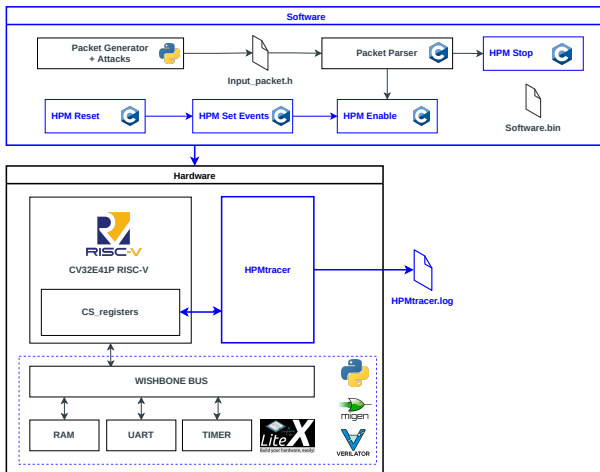 Software
Packet Generator
+ Attacks
Input_packet.h
Packet Parser
HPM Stop
HPM Reset
HPM Set Events
HPM Enable
Software.bin
Hardware
RISC-V
CV32E41P RISC-V
CS_registers
HPMtracer
HPMtracer.log
WISHBONE BUS
RAM
UART
TIMER
LiteX
Build your hardware, easily!
migen
VERILATOR